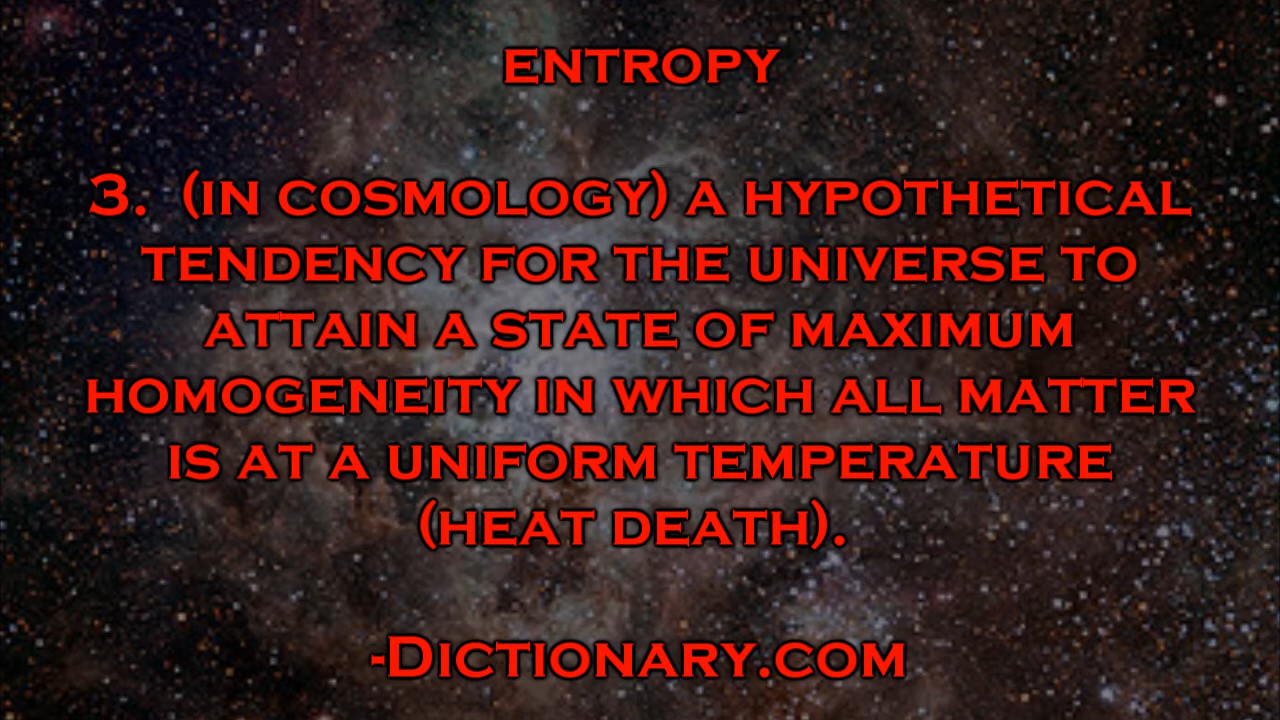 ENTROPY
3. (IN COSMOLOGY) A HYPOTHETICAL
TENDENCY FOR THE UNIVERSE TO
ATTAIN A STATE OF MAXIMUM
HOMOGENEITY IN WHICH ALL MATTER
IS AT A UNIFORM TEMPERATURE
(HEAT DEATH).
-DICTIONARY.COM